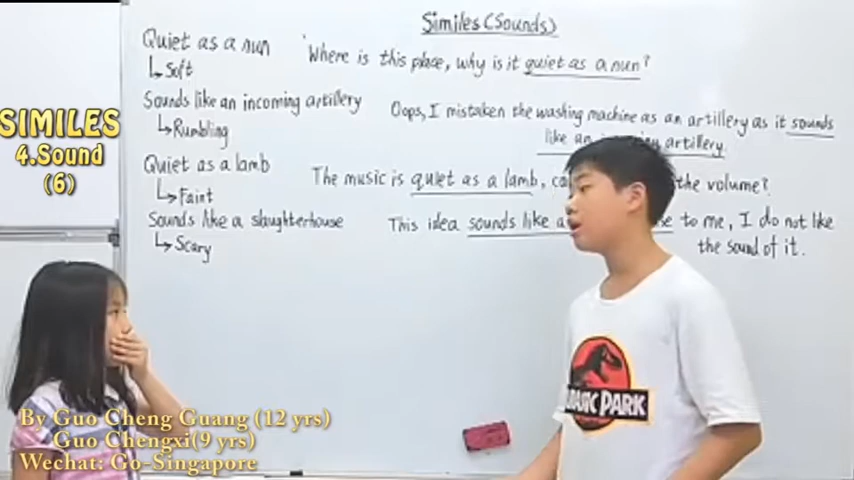 Similes (Sounds)
Quiet as a nun
Where is this place, why is it quiet as a nun?
Soft
Sounds like an incoming artillery
Oops, I mistaken the washing machine as an artillery as it sounds
like an artillery.
Rumbling
Quiet as a lamb
The music is quiet as a lamb, the volume?
Faint
Sounds like a slaughterhouse
This idea sounds like a to me, I do not like
the sound of it.
Scary
SIMILES
4.Sound
(6)
JURASSIC PARK
By Guo Cheng Guang (12 yrs)
Guo Chengxi(9 yrs)
Wechat: Go-Singapore